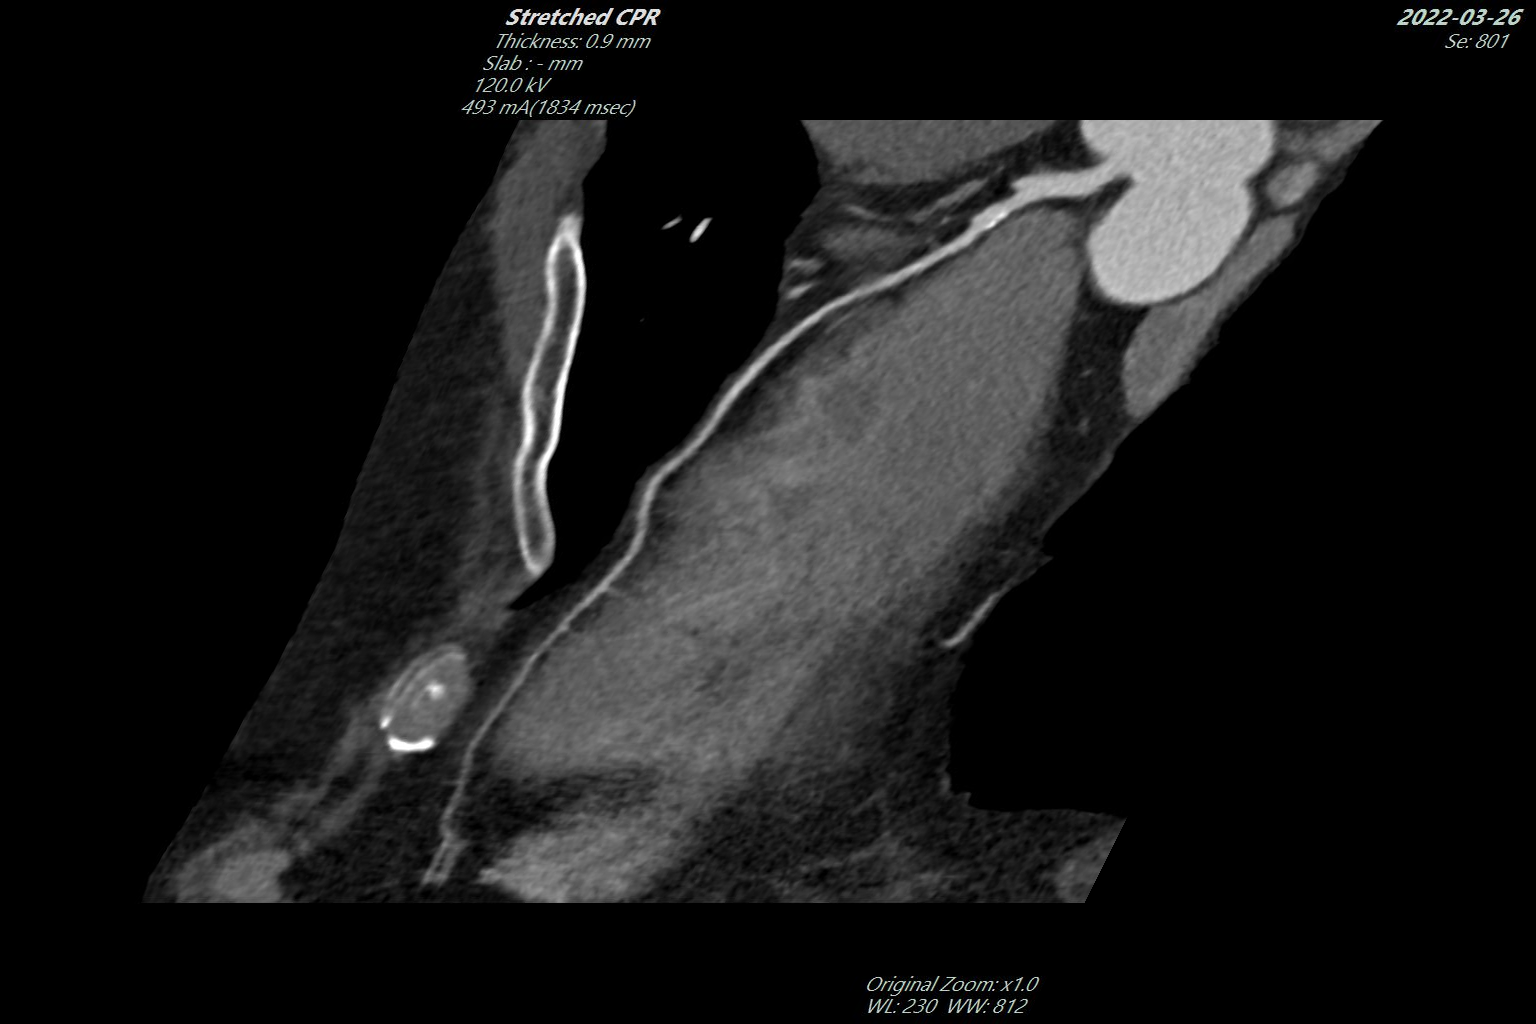 Stretched CPR
Thickness: 0.9 mm
Slab : - mm
120.0 kV
493 mA(1834 msec)
2022-03-26
Se: 801
Original Zoom: x1.0
WL: 230 WW: 812